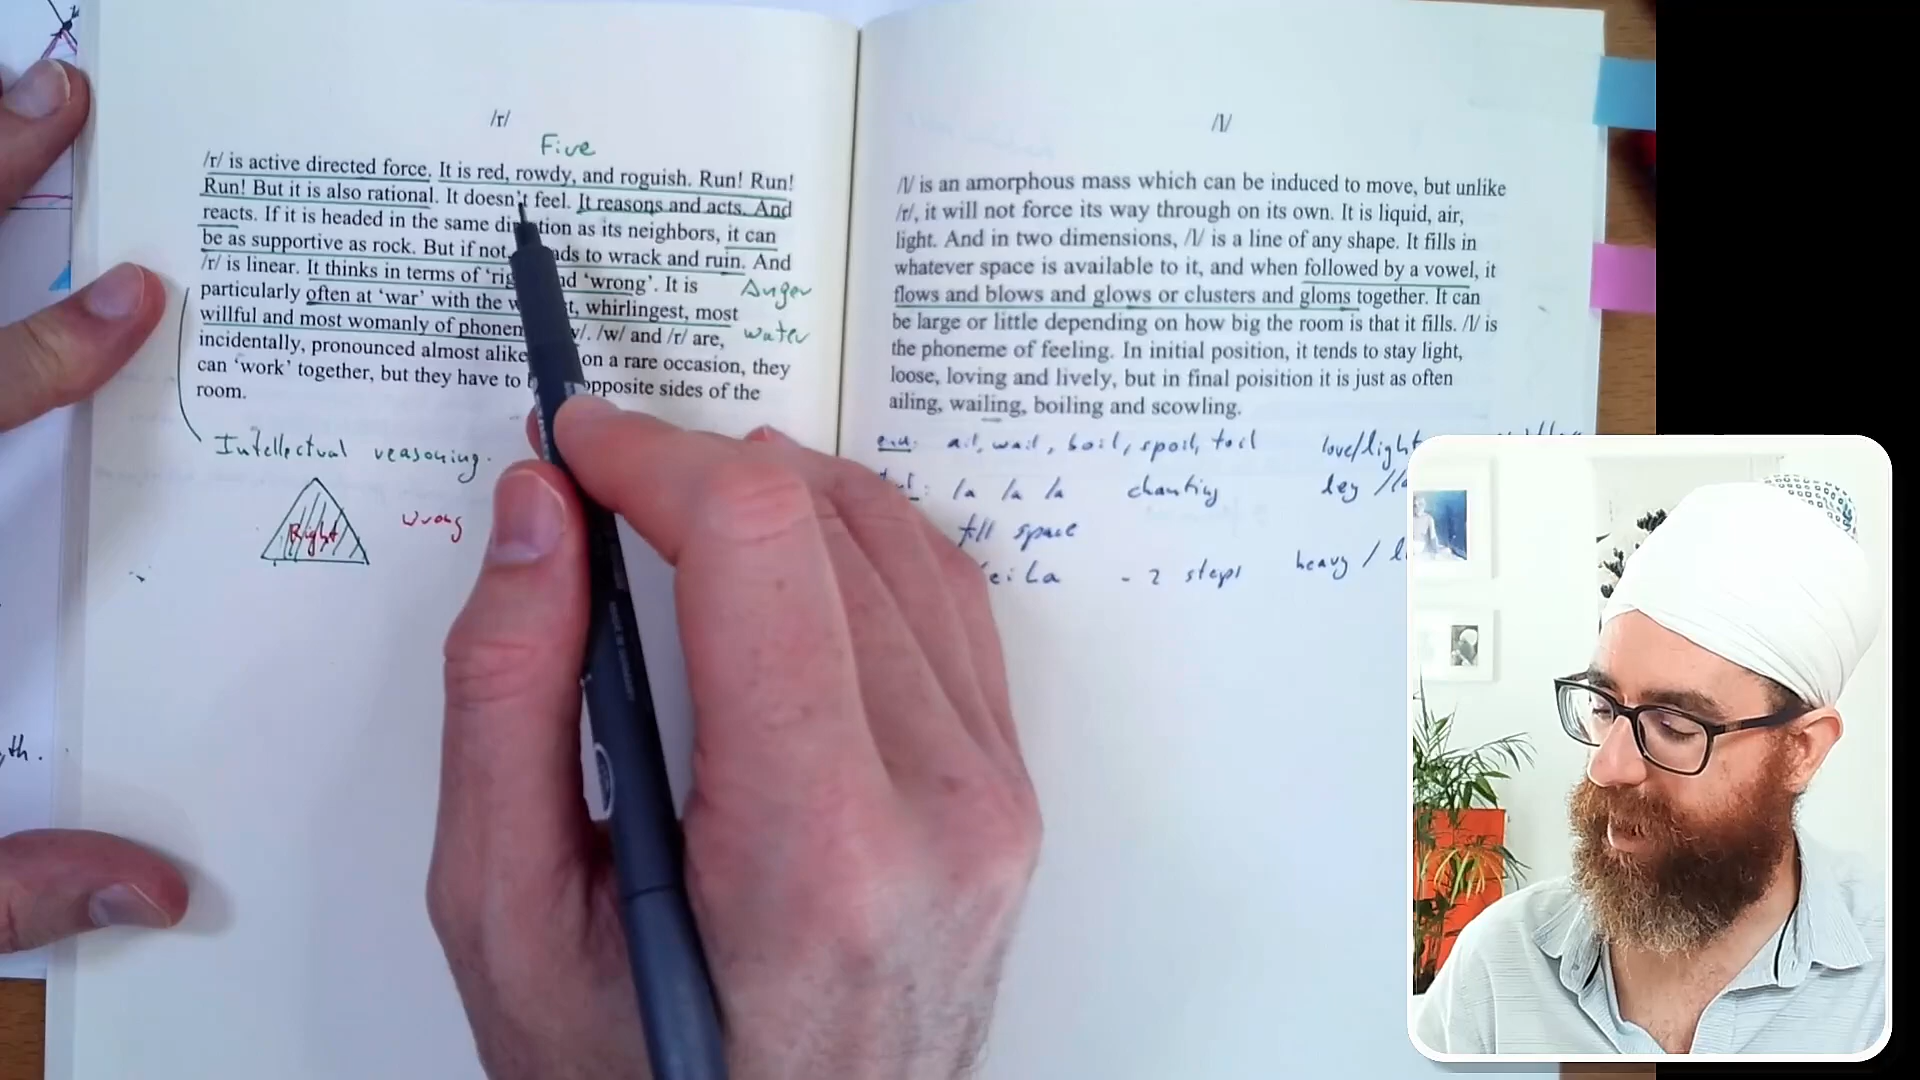 /r/
Fire
/r/ is active directed force. It is red, rowdy, and roguish. Run! Run!
Run! But it is also rational. It doesn't feel. It reasons and acts. And
reacts. If it is headed in the same direction as its neighbors, it can
be as supportive as rock. But if not, ds to wrack and ruin. And
/r/ is linear. It thinks in terms of 'rig nd 'wrong'. It is
Anger
particularly often at 'war' with the w t, whirlingest, most
willful and most womanly of phonem w/. /w/ and /r/ are,
water
incidentally, pronounced almost alike on a rare occasion, they
can 'work' together, but they have to opposite sides of the
room.
Intellectual reasoning.
Right
wrong
th.
/l/
/l/ is an amorphous mass which can be induced to move, but unlike
/r/, it will not force its way through on its own. It is liquid, air,
light. And in two dimensions, /l/ is a line of any shape. It fills in
whatever space is available to it, and when followed by a vowel, it
flows and blows and glows or clusters and gloms together. It can
be large or little depending on how big the room is that it fills. /l/ is
the phoneme of feeling. In initial position, it tends to stay light,
loose, loving and lively, but in final poisition it is just as often
ailing, wailing, boiling and scowling.
end: ail, wail, boil, spoil, toil love/light
la la la chanting leg /
fill space
La - 2 steps heavy / l